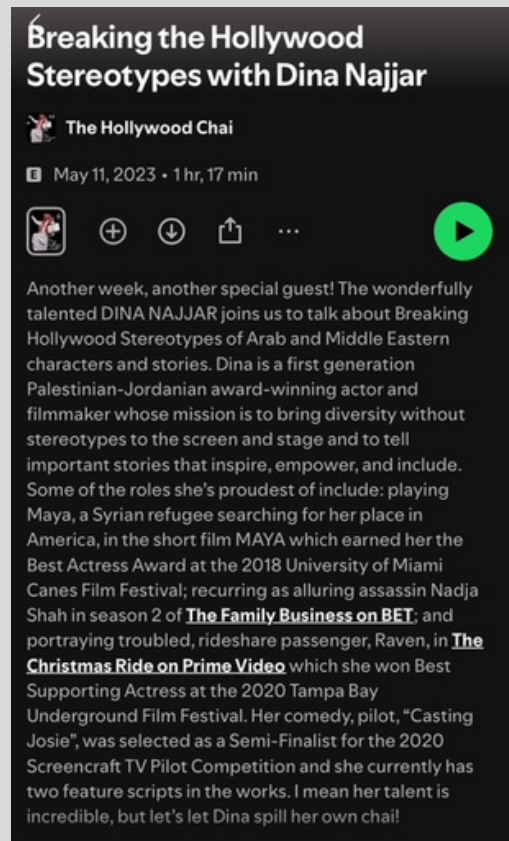 Breaking the Hollywood
Stereotypes with Dina Najjar
The Hollywood Chai
E May 11, 2023 • 1 hr, 17 min
Another week, another special guest! The wonderfully
talented DINA NAJJAR joins us to talk about Breaking
Hollywood Stereotypes of Arab and Middle Eastern
characters and stories. Dina is a first generation
Palestinian-Jordanian award-winning actor and
filmmaker whose mission is to bring diversity without
stereotypes to the screen and stage and to tell
important stories that inspire, empower, and include.
Some of the roles she's proudest of include: playing
Maya, a Syrian refugee searching for her place in
America, in the short film MAYA which earned her the
Best Actress Award at the 2018 University of Miami
Canes Film Festival; recurring as alluring assassin Nadja
Shah in season 2 of The Family Business on BET; and
portraying troubled, rideshare passenger, Raven, in The
Christmas Ride on Prime Video which she won Best
Supporting Actress at the 2020 Tampa Bay
Underground Film Festival. Her comedy, pilot, “Casting
Josie”, was selected as a Semi-Finalist for the 2020
Screencraft TV Pilot Competition and she currently has
two feature scripts in the works. I mean her talent is
incredible, but let's let Dina spill her own chai!